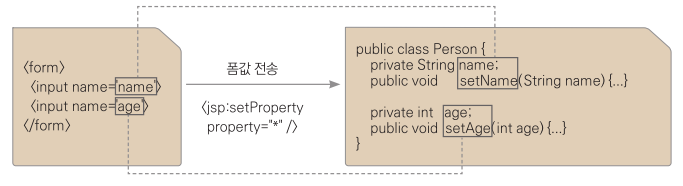 〈form〉
〈input name="name"〉
〈input name="age"〉
〈/form〉
폼값 전송
〈jsp:setProperty
property="*" /〉
public class Person {
private String name;
public void setName(String name) {...}
private int age;
public void setAge(int age) {...}
}